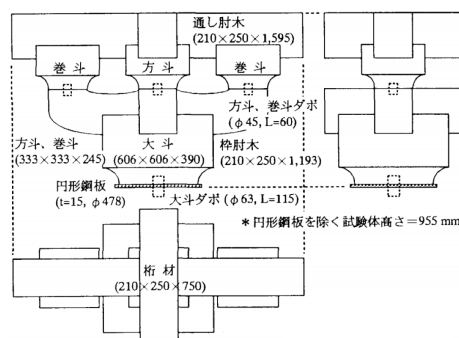 通し肘木
(210×250×1,595)
巻 斗
方 斗
巻 斗
方斗、巻斗ダボ
(φ45, L=60)
方斗、巻斗
(333×333×245)
大 斗
(606×606×390)
枠肘木
(210×250×1,193)
円形鋼板
(t=15, φ478)
大斗ダボ (φ63, L=115)
＊円形鋼板を除く試験体高さ＝955 mm
桁 材
(210×250×750)